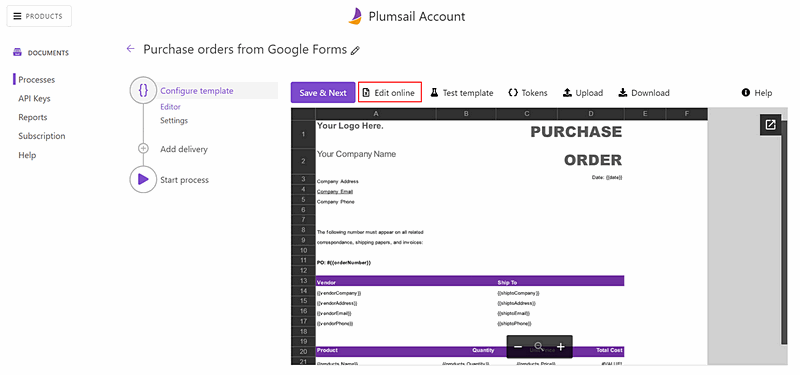 PRODUCTS
Plumsail Account
DOCUMENTS
Processes
API Keys
Reports
Subscription
Help
Purchase orders from Google Forms
{} Configure template
Editor
Settings
Add delivery
Start process
Save & Next Edit online Test template Tokens Upload Download Help
A B C D E F
1 Your Logo Here. PURCHASE
2 Your Company Name ORDER
3 Company Address Date: {{date}}
4 Company Email
5 Company Phone
6
7
8 The following number must appear on all related
9 correspondance, shipping papers, and invoices:
10
11 PO: #{{orderNumber}}
12
13 Vendor Ship To
14 {{vendorCompany}} {{shiptoCompany}}
15 {{vendorAddress}} {{shiptoAddress}}
16 {{vendorEmail}} {{shiptoEmail}}
17 {{vendorPhone}} {{shiptoPhone}}
18
19
20 Product Quantity Total Cost
21 {{products.Name}} {{products.Quantity}} {{products.Price}} #VALUE!